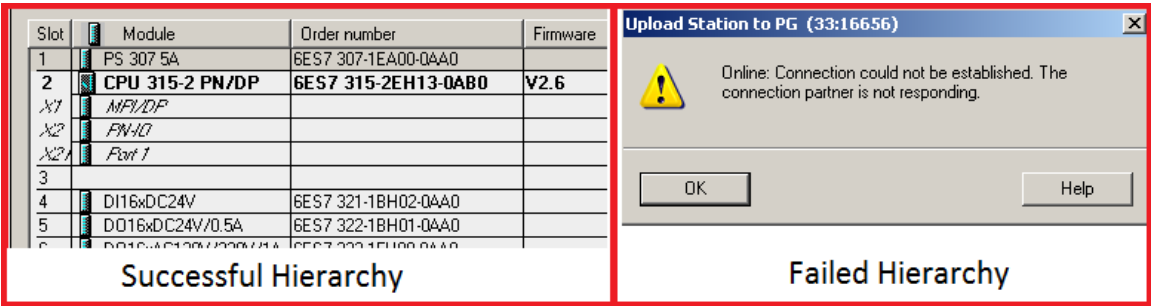 Slot Module Order number Firmware
1 PS 307 5A 6ES7 307-1EA00-0AA0
2 CPU 315-2 PN/DP 6ES7 315-2EH13-0AB0 V2.6
X1 MPI/DP
X2 PN-IO
X2 Port 1
3
4 DI16xDC24V 6ES7 321-1BH02-0AA0
5 DO16xDC24V/0.5A 6ES7 322-1BH01-0AA0
Successful Hierarchy
Upload Station to PG (33:16656)
Online: Connection could not be established. The
connection partner is not responding.
OK Help
Failed Hierarchy